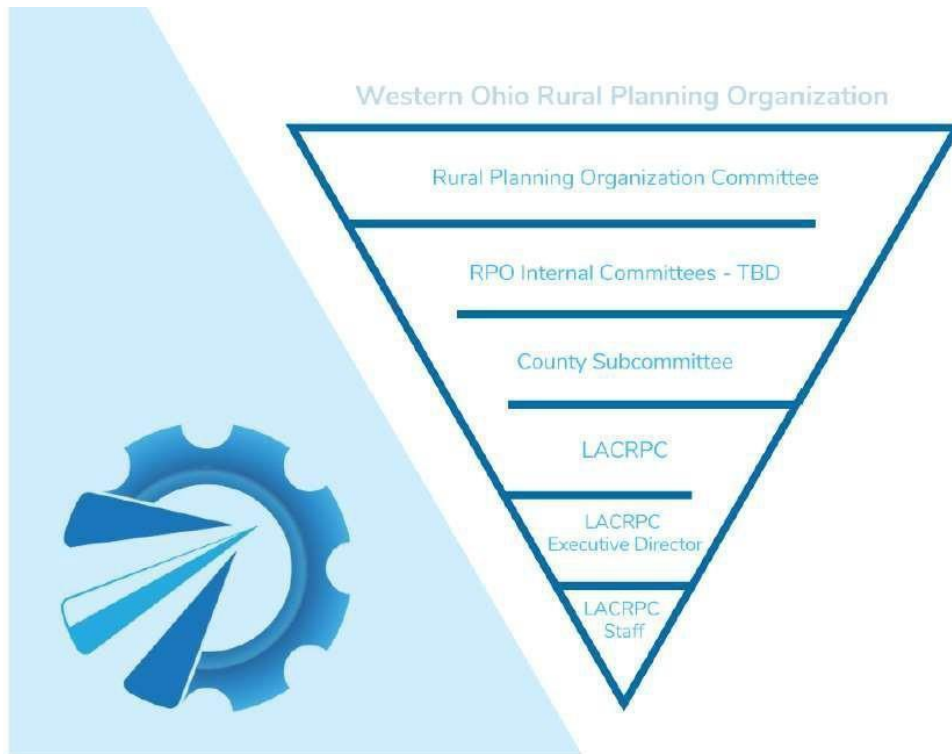 Western Ohio Rural Planning Organization
Rural Planning Organization Committee
RPO Internal Committees - TBD
County Subcommittee
LACRPC
LACRPC
Executive Director
LACRPC
Staff